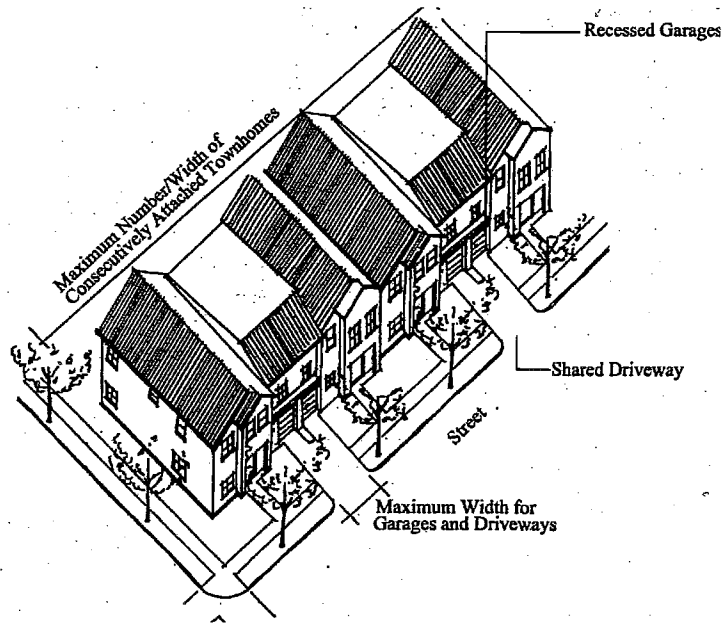 Recessed Garages
Maximum Number/Width of
Consecutively Attached Townhomes
Shared Driveway
Street
Maximum Width for
Garages and Driveways